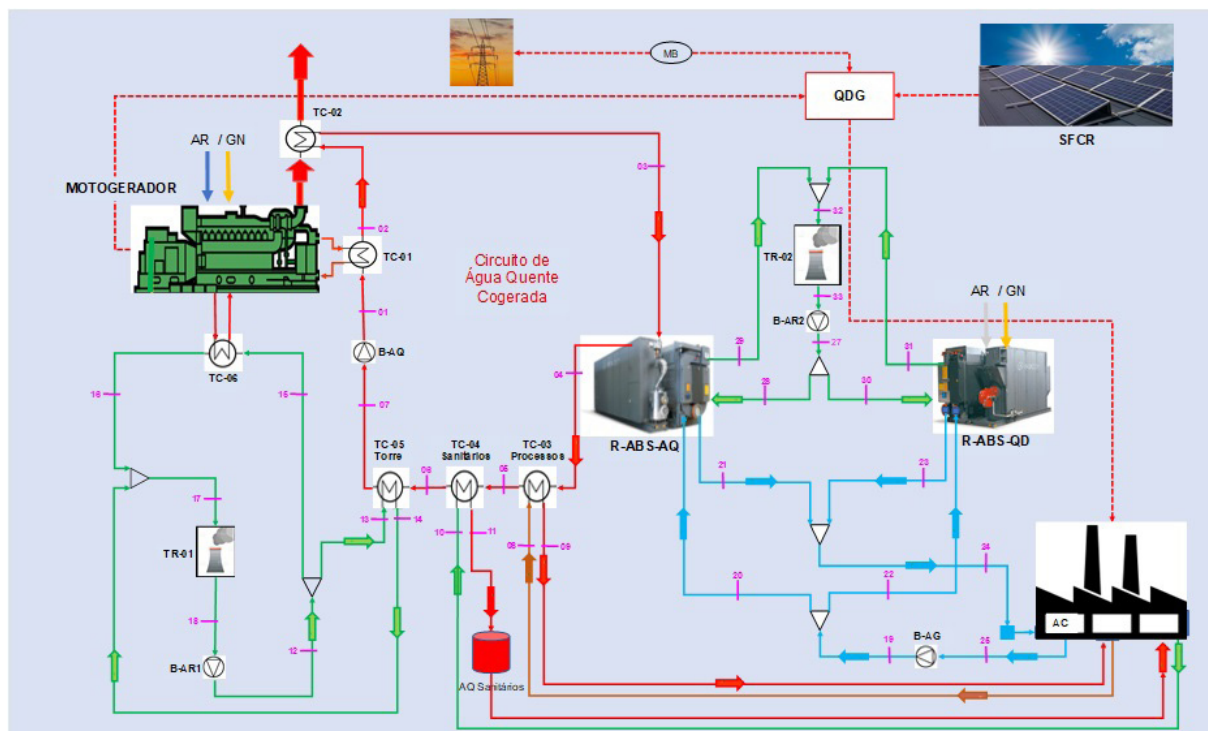 MB
QDG
SFCR
TC-02
AR / GN
MOTOGERADOR
03
02
TC-01
Circuito de
Água Quente
Cogerada
32
TR-02
33
AR / GN
01
B-AR2
B-AQ
27
29
31
04
TC-06
16
15
28
30
R-ABS-AQ
R-ABS-QD
07
TC-05
Torre
TC-04
Sanitários
TC-03
Processos
06
05
21
23
17
13
14
10
11
08
09
TR-01
24
20
22
18
12
B-AG
19
25
AC
B-AR1
AQ Sanitários